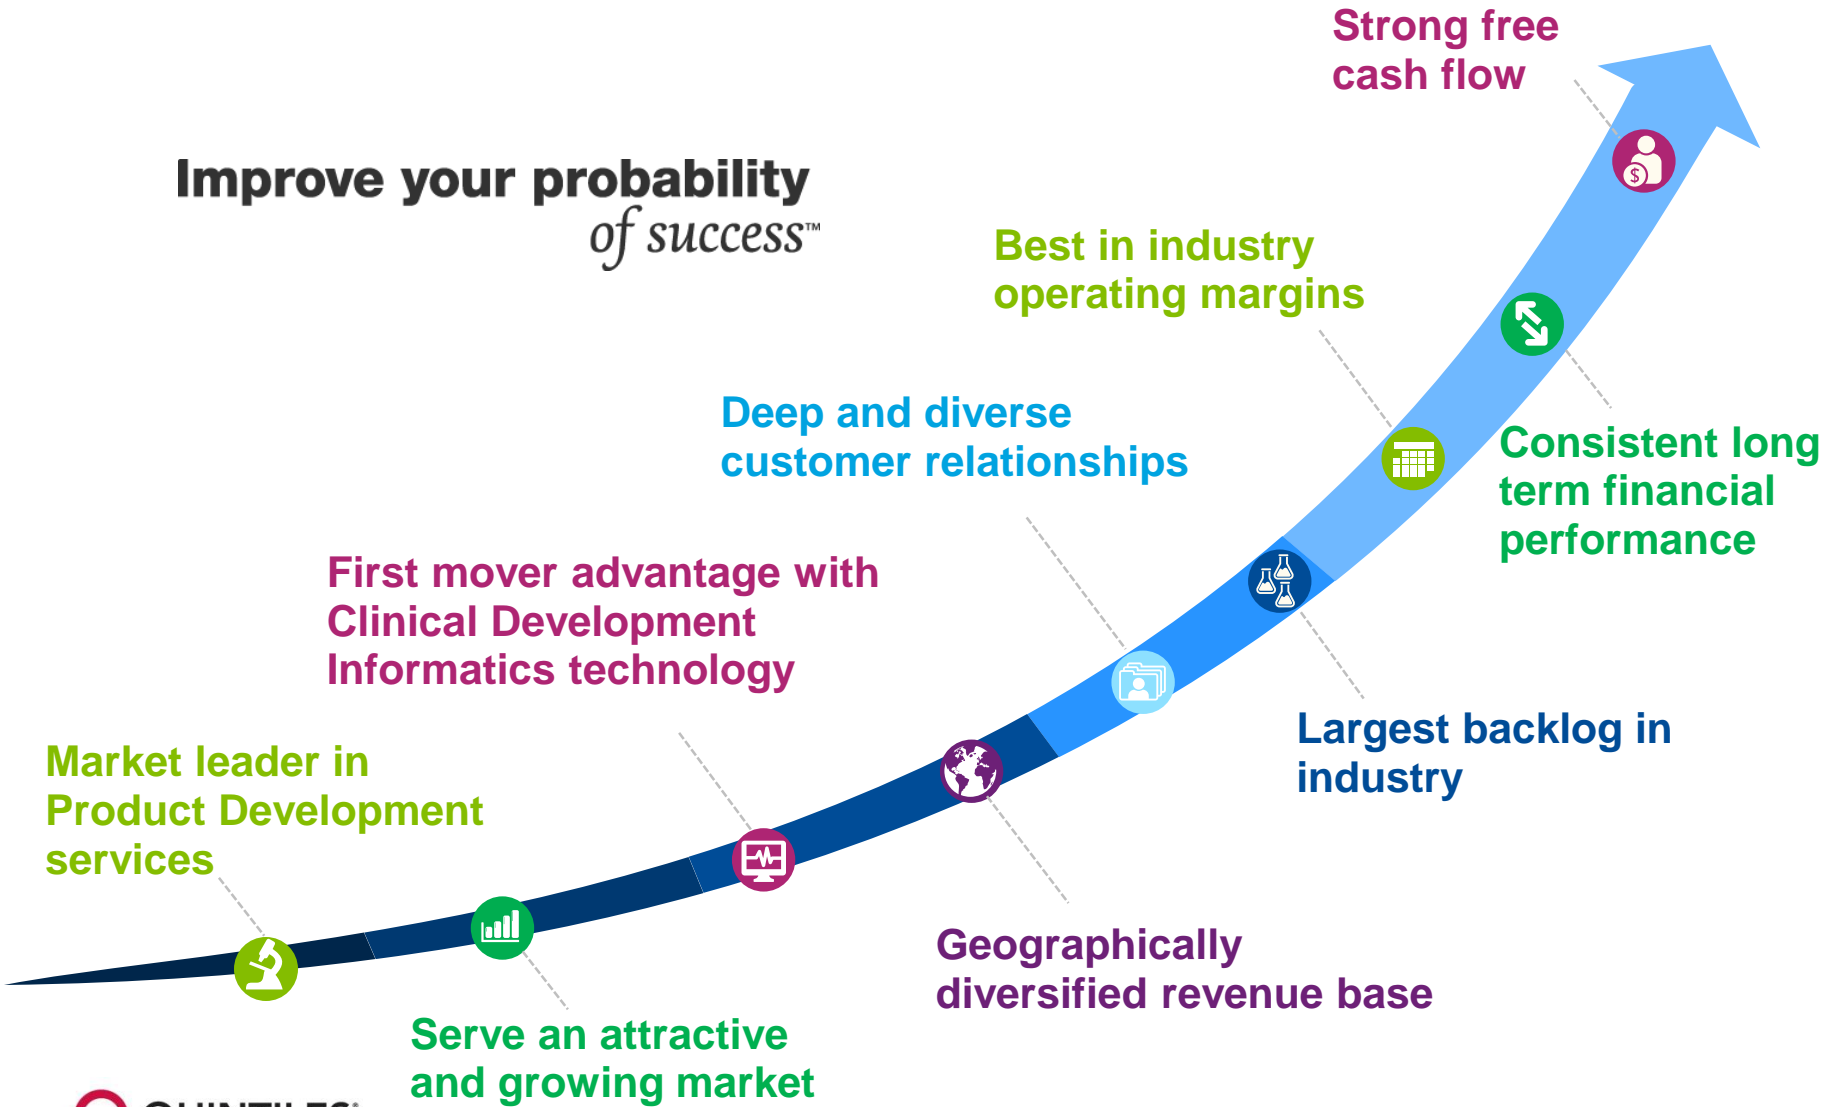 Strong free
cash flow
Improve your probability
of success™
Best in industry
operating margins
Deep and diverse
customer relationships
Consistent long
term financial
performance
First mover advantage with
Clinical Development
Informatics technology
Largest backlog in
industry
Market leader in
Product Development
services
Geographically
diversified revenue base
Serve an attractive
and growing market
QUINTILES
$